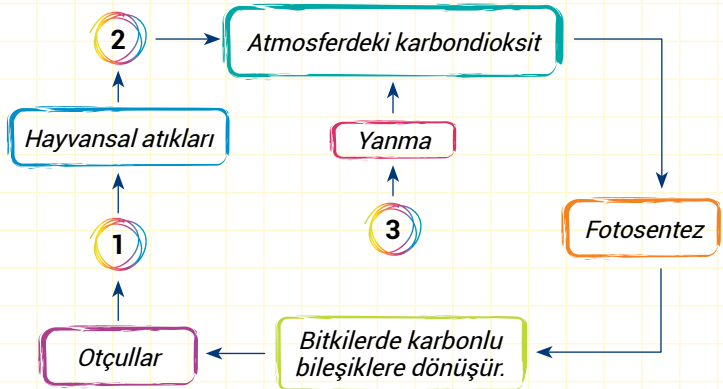 2
Atmosferdeki karbondioksit
Hayvansal atıkları
Yanma
1
3
Fotosentez
Otçullar
Bitkilerde karbonlu
bileşiklere dönüşür.